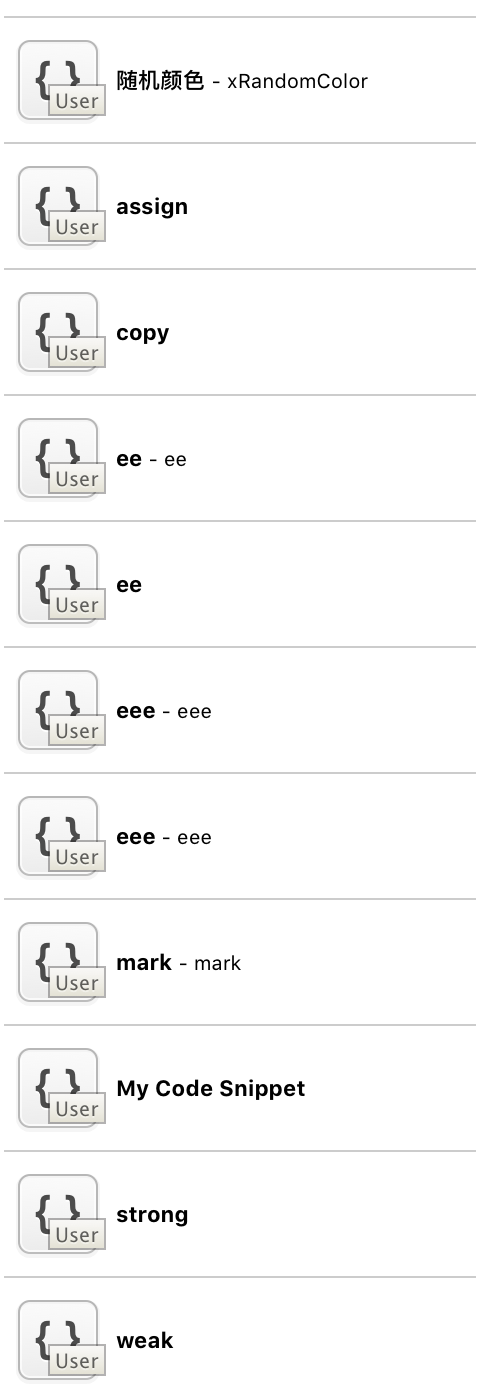 { } User 随机颜色 - xRandomColor
{ } User assign
{ } User copy
{ } User ee - ee
{ } User ee
{ } User eee - eee
{ } User eee - eee
{ } User mark - mark
{ } User My Code Snippet
{ } User strong
{ } User weak